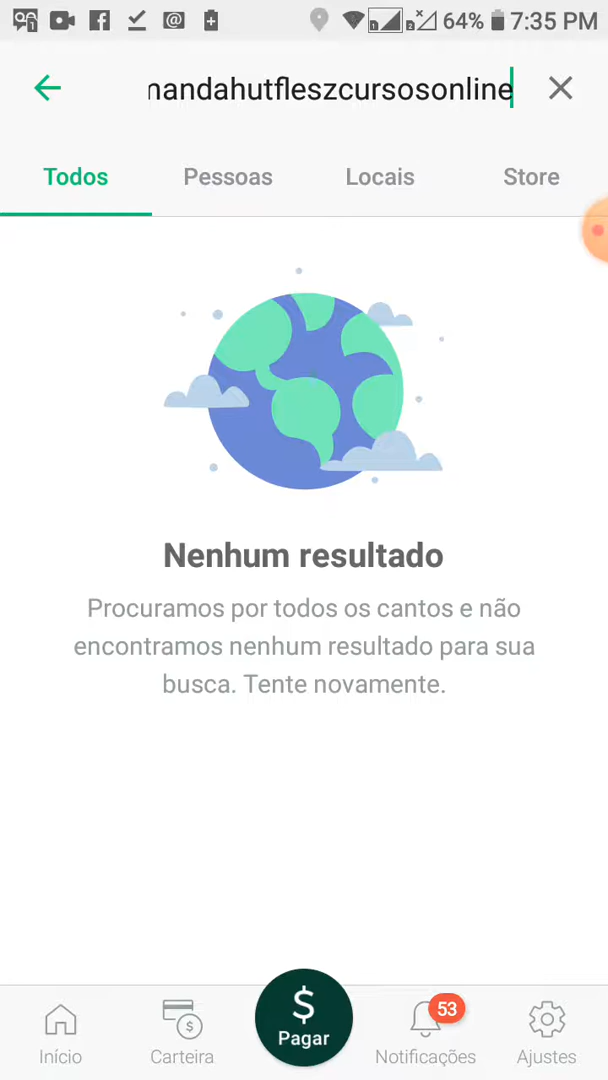 64% 7:35 PM
nandahutfleszcursosonline
Todos Pessoas Locais Store
Nenhum resultado
Procuramos por todos os cantos e não
encontramos nenhum resultado para sua
busca. Tente novamente.
$
53
Pagar
Início Carteira Notificações Ajustes